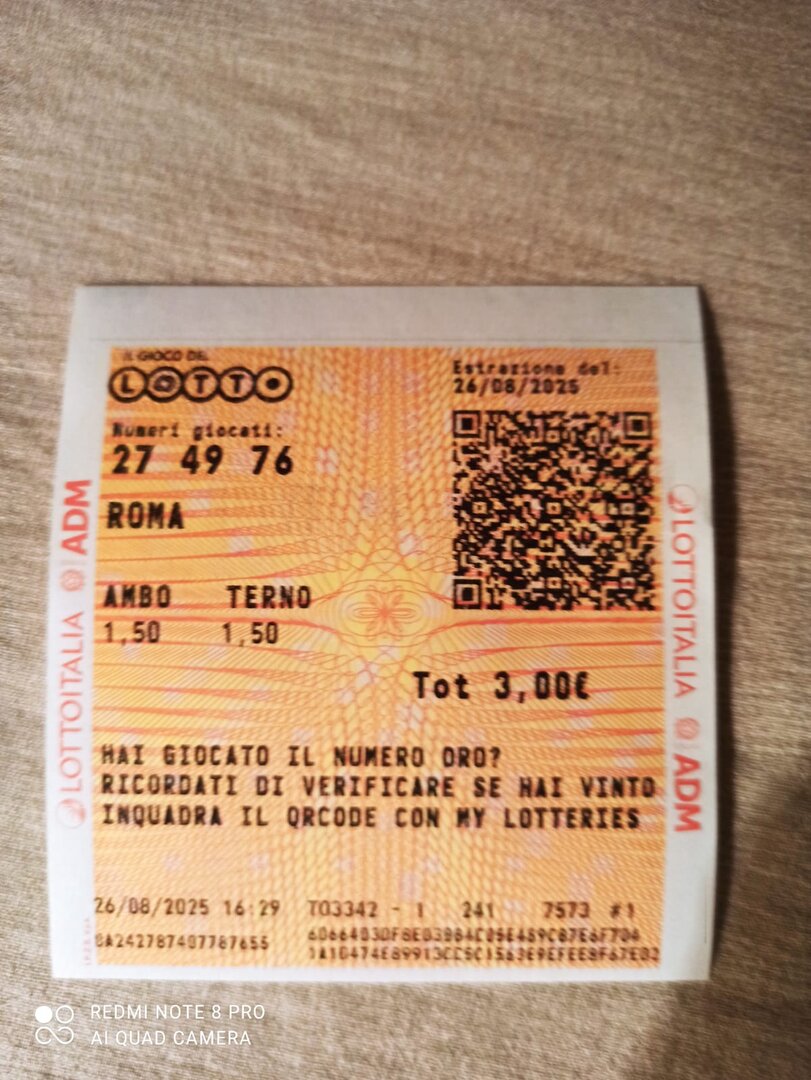 IL GIOCO DEL
LOTTO
Estrazione del:
26/08/2025
Numeri giocati:
27 49 76
ROMA
AMBO TERNO
1,50 1,50
Tot 3,00€
HAI GIOCATO IL NUMERO ORO?
RICORDATI DI VERIFICARE SE HAI VINTO
INQUADRA IL QRCODE CON MY LOTTERIES
26/08/2025 16:29 TO3342 - 1 241 7573 #1
LOTTOITALIA ADM
LOTTOITALIA ADM
REDMI NOTE 8 PRO
AI QUAD CAMERA